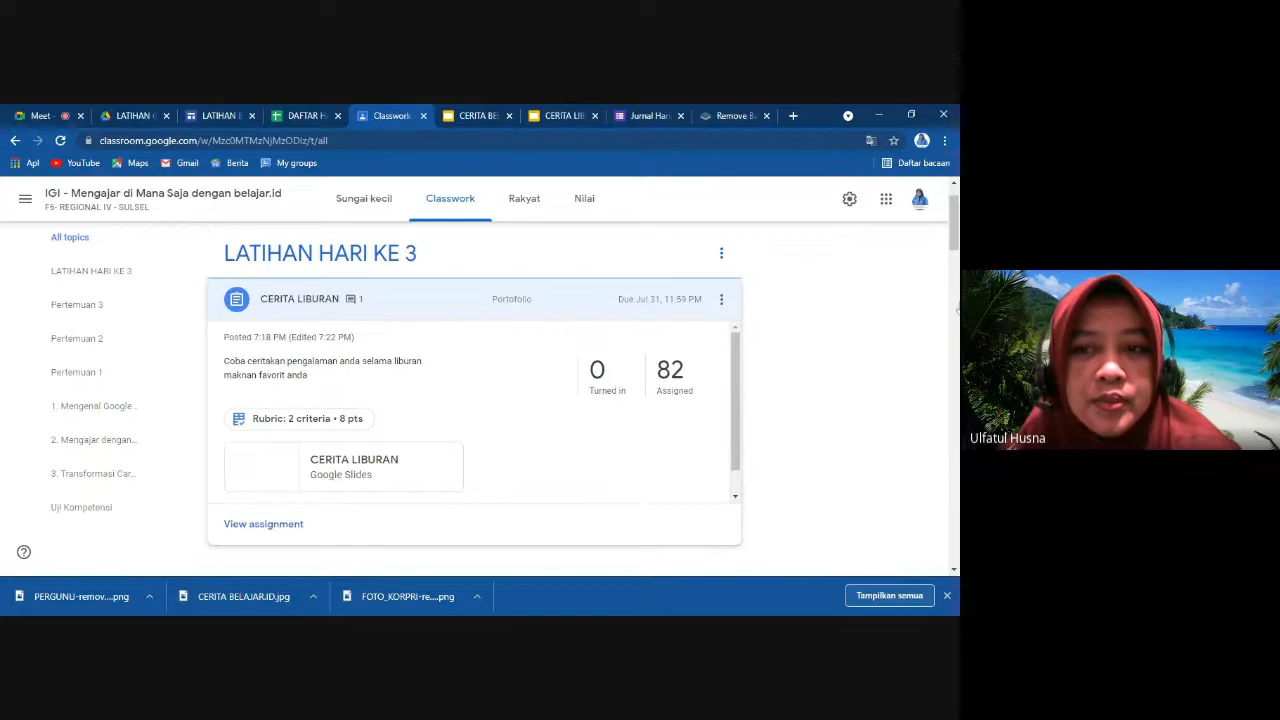 Meet -
LATIHAN
LATIHAN
DAFTAR HA
Classwork
CERITA BE
CERITA LIB
Jurnal Hari
Remove Ba
classroom.google.com/w/Mzc0MTMzNjMzODIz/t/all
Apl
YouTube
Maps
Gmail
Berita
My groups
Daftar bacaan
IGI - Mengajar di Mana Saja dengan belajar.id
F6- REGIONAL IV - SULSEL
Sungai kecil
Classwork
Rakyat
Nilai
All topics
LATIHAN HARI KE 3
Pertemuan 3
Pertemuan 2
Pertemuan 1
1. Mengenal Google...
2. Mengajar dengan...
3. Transformasi Car...
Uji Kompetensi
LATIHAN HARI KE 3
CERITA LIBURAN 1
Portofolio
Due Jul 31, 11:59 PM
Posted 7:18 PM (Edited 7:22 PM)
Coba ceritakan pengalaman anda selama liburan
maknan favorit anda
0
Turned in
82
Assigned
Rubric: 2 criteria • 8 pts
CERITA LIBURAN
Google Slides
View assignment
PERGUNU-remov....png
CERITA BELAJAR.ID.jpg
FOTO_KORPRI-re....png
Tampilkan semua
Ulfatul Husna